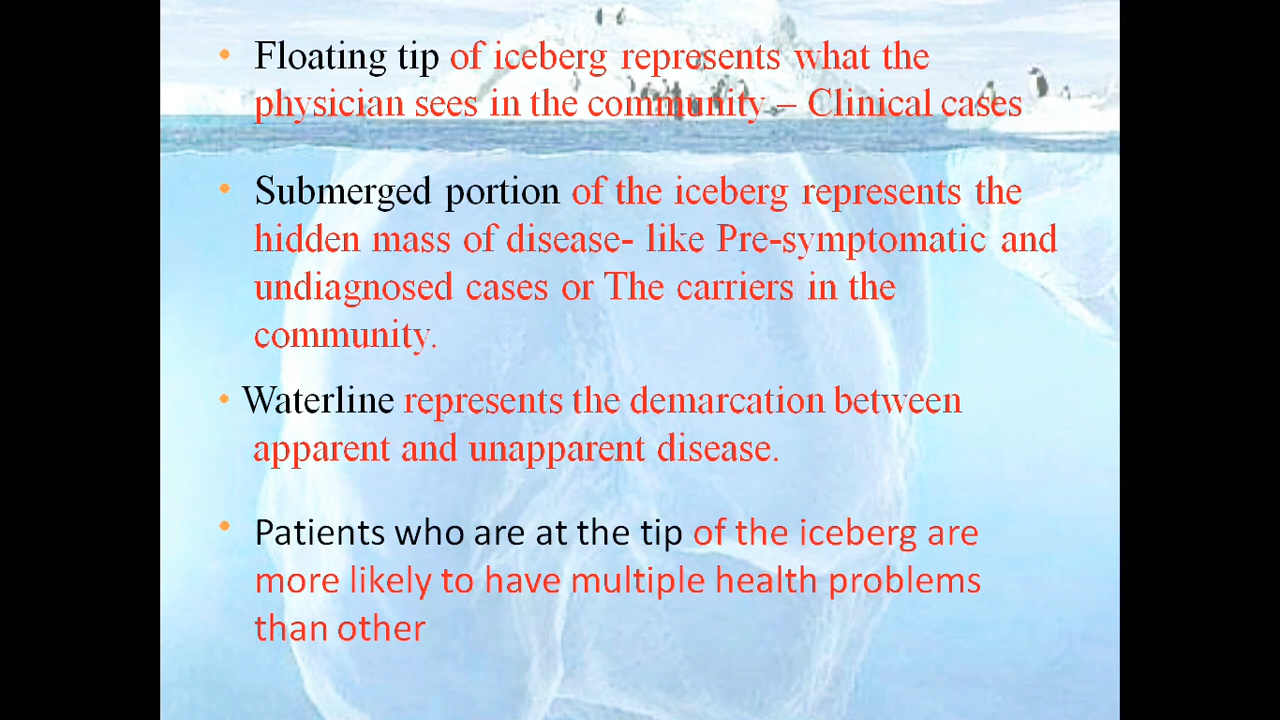 • Floating tip of iceberg represents what the
physician sees in the community – Clinical cases
• Submerged portion of the iceberg represents the
hidden mass of disease- like Pre-symptomatic and
undiagnosed cases or The carriers in the
community.
• Waterline represents the demarcation between
apparent and unapparent disease.
• Patients who are at the tip of the iceberg are
more likely to have multiple health problems
than other